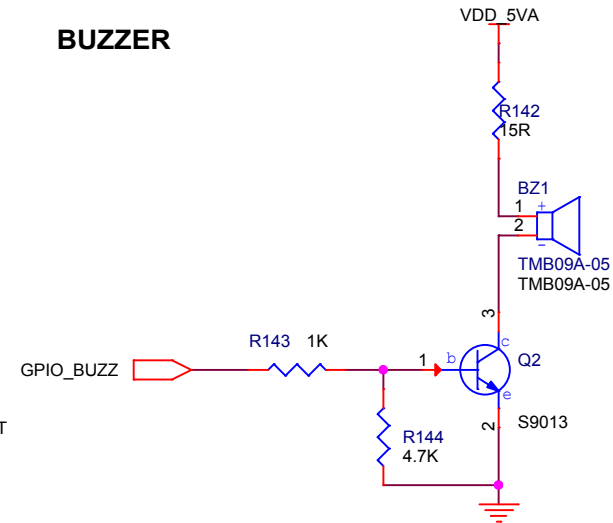 VDD_5VA
BUZZER
R142
15R
BZ1
1
+
2
-
TMB09A-05
TMB09A-05
3
c
R143 1K
1
b
Q2
GPIO_BUZZ
e
S9013
2
T
R144
4.7K